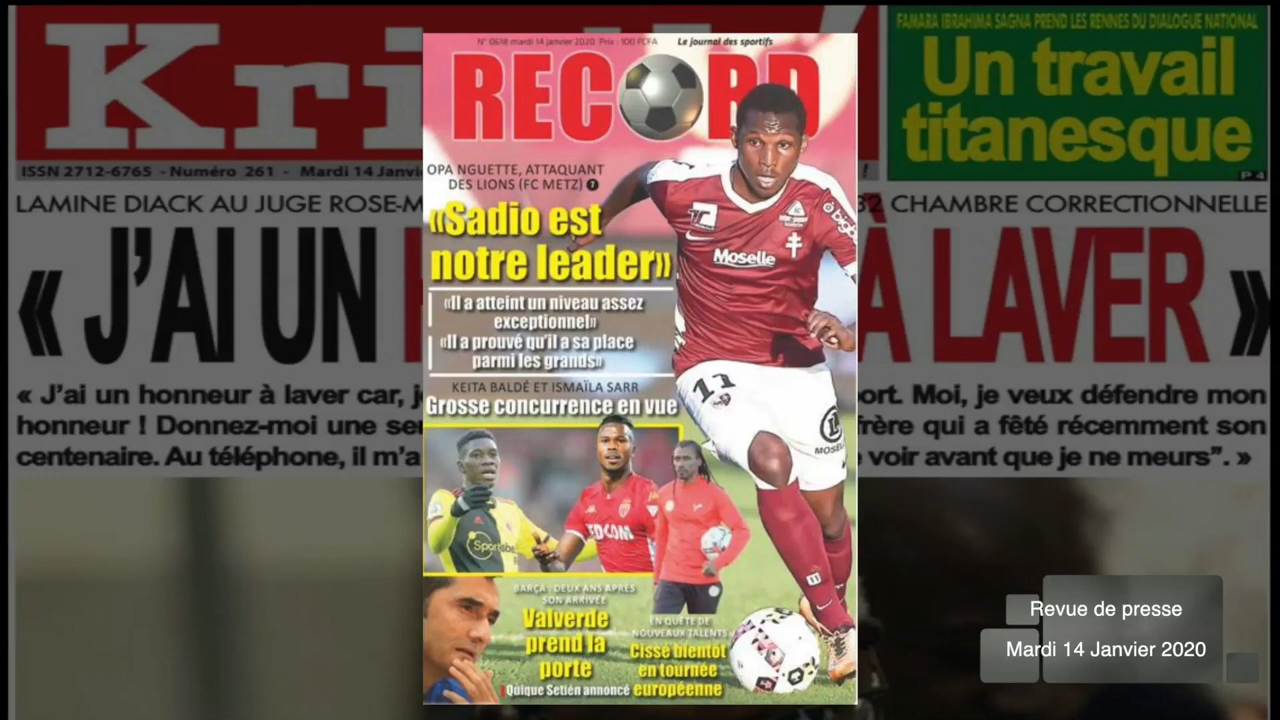 Kri
ISSN 2712-6765 - Numéro 261 - Mardi 14 Janvi
LAMINE DIACK AU JUGE ROSE-M
« J'AI UN
« J'ai un honneur à laver car, j
honneur ! Donnez-moi une se
centenaire. Au téléphone, il m'a
N° 0618 mardi 14 janvier 2020 Prix : 100 FCFA
Le journal des sportifs
RECORD
OPA NGUETTE, ATTAQUANT
DES LIONS (FC METZ) 7
«Sadio est
notre leader»
«Il a atteint un niveau assez
exceptionnel»
«Il a prouvé qu'il a sa place
parmi les grands»
KEITA BALDÉ ET ISMAÏLA SARR
Grosse concurrence en vue
BARÇA : DEUX ANS APRÈS
SON ARRIVÉE
Valverde
prend la
porte
Quique Setién annoncé
EN QUÊTE DE
NOUVEAUX TALENTS
Cissé bientôt
en tournée
européenne
Moselle
11
FAMARA IBRAHIMA SAGNA PREND LES RENNES DU DIALOGUE NATIONAL
Un travail
titanesque
P 4
32 CHAMBRE CORRECTIONNELLE
À LAVER »
ort. Moi, je veux défendre mon
frère qui a fêté récemment son
voir avant que je ne meurs". »
Revue de presse
Mardi 14 Janvier 2020